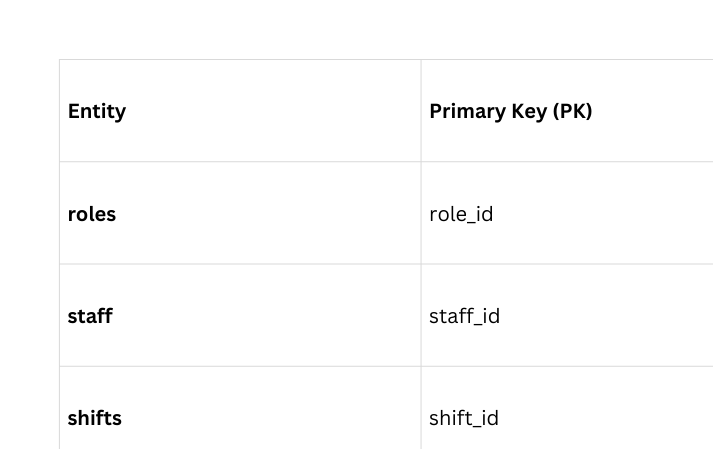 Entity Primary Key (PK)
roles role_id
staff staff_id
shifts shift_id